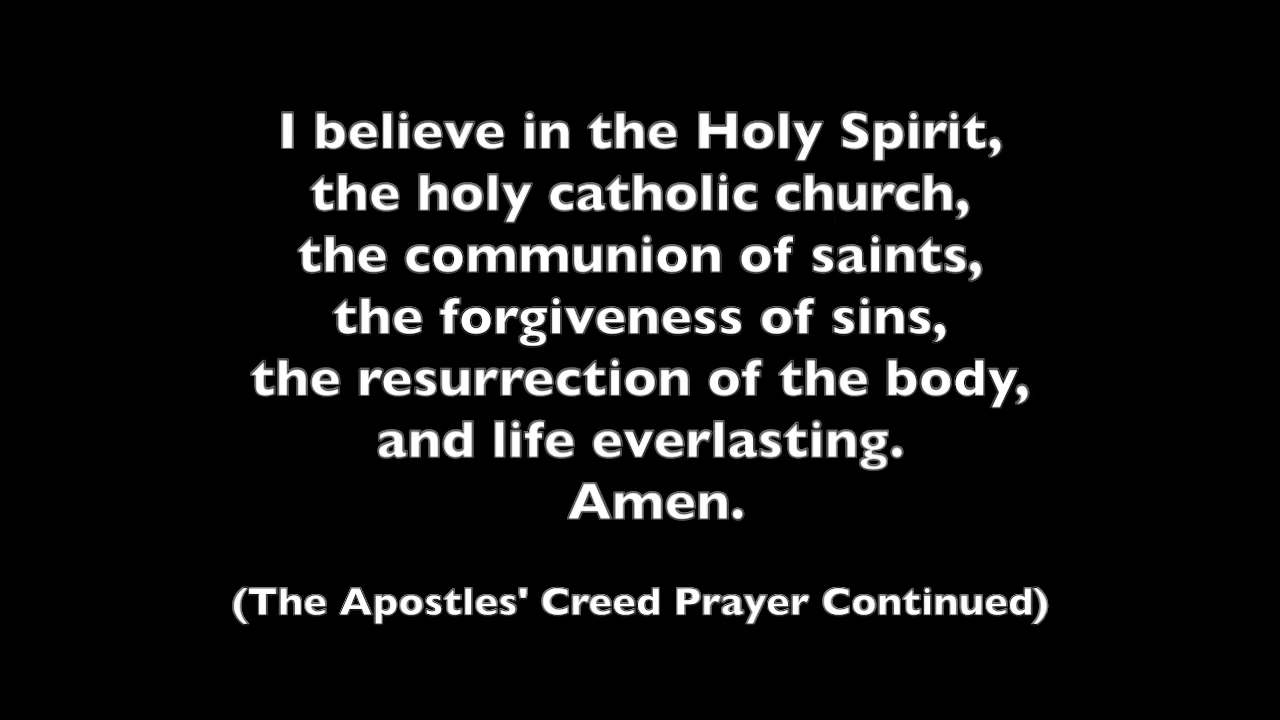 I believe in the Holy Spirit,
the holy catholic church,
the communion of saints,
the forgiveness of sins,
the resurrection of the body,
and life everlasting.
Amen.
(The Apostles' Creed Prayer Continued)